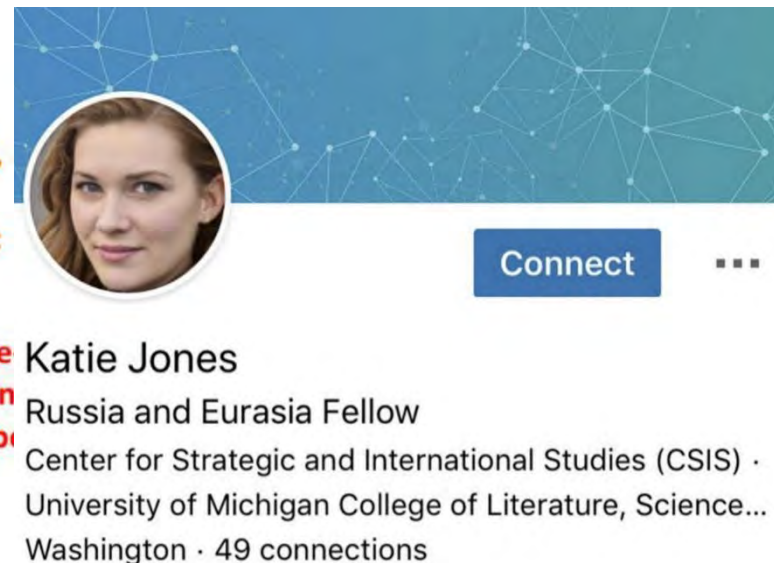 Connect
Katie Jones
Russia and Eurasia Fellow
Center for Strategic and International Studies (CSIS) ·
University of Michigan College of Literature, Science...
Washington · 49 connections